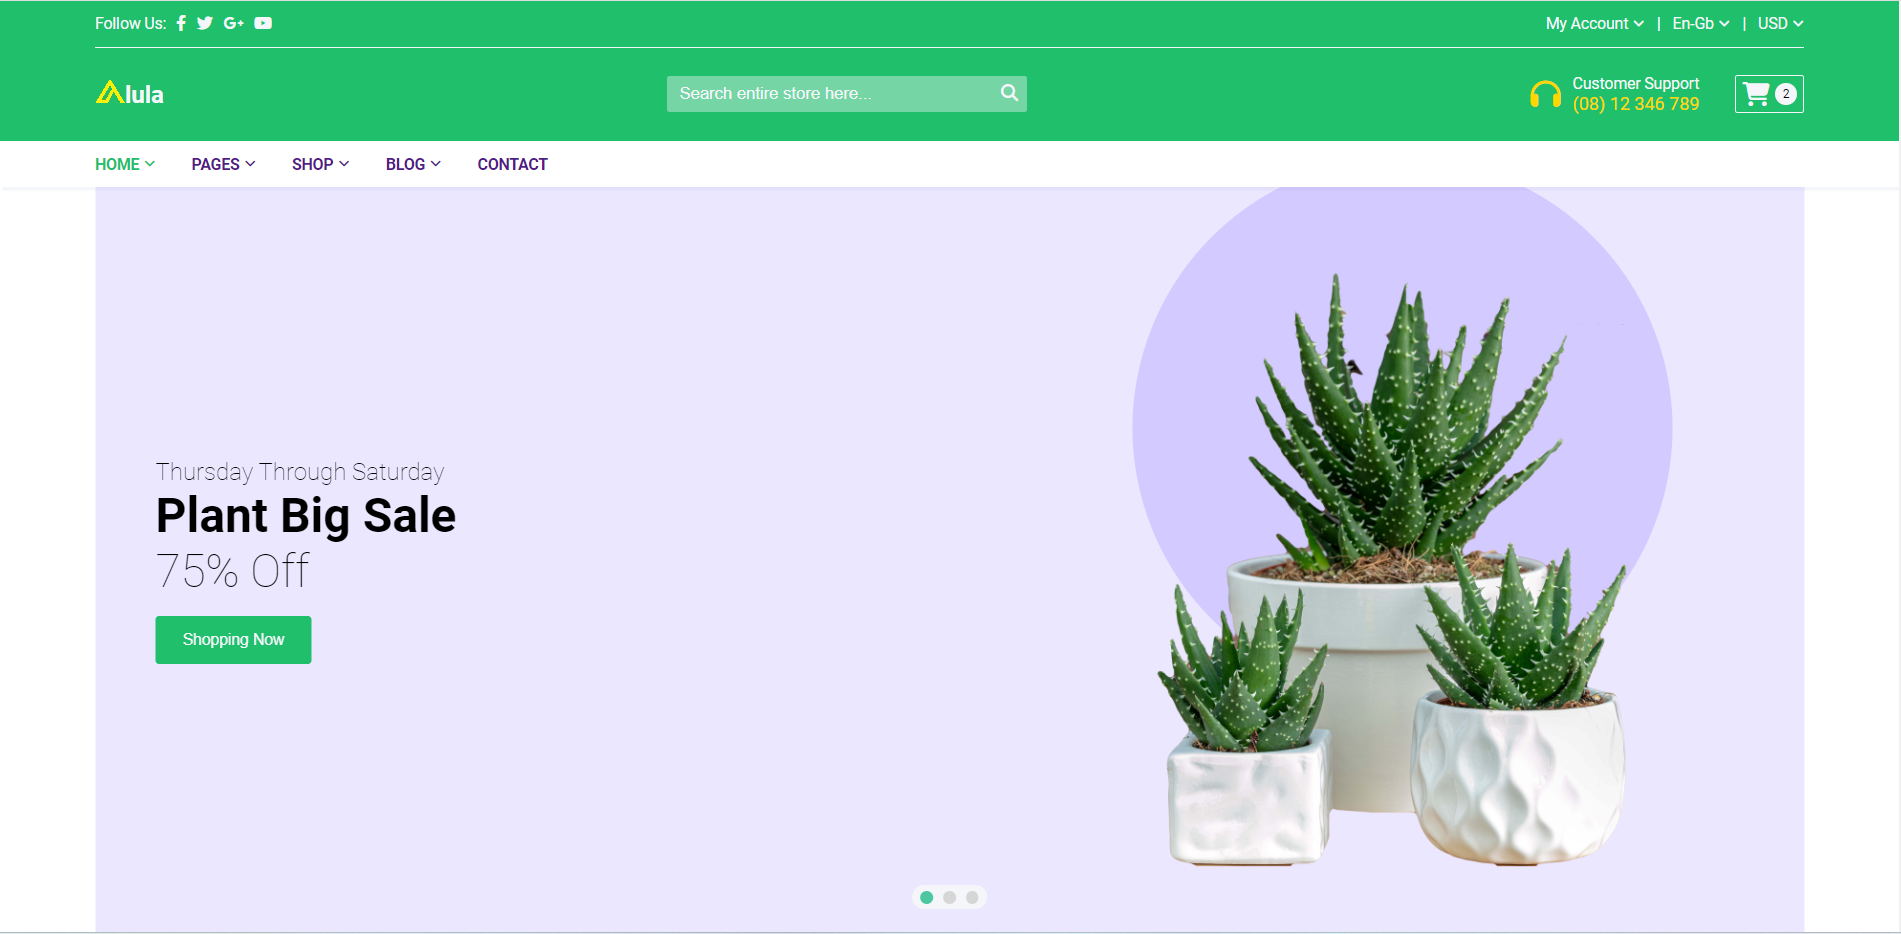 Follow Us:
My Account | En-Gb | USD
Alula
Search entire store here...
Customer Support
(08) 12 346 789
2
HOME PAGES SHOP BLOG CONTACT
Thursday Through Saturday
Plant Big Sale
75% Off
Shopping Now